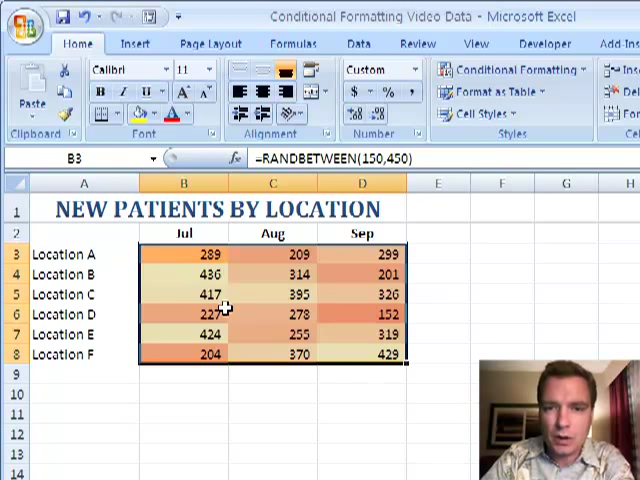 Conditional Formatting Video Data - Microsoft Excel
Home Insert Page Layout Formulas Data Review View Developer Add-Ins
Paste
Clipboard
Calibri 11
B I U A A
A
Font
Alignment
Custom
$ % ,
Number
Conditional Formatting
Format as Table
Cell Styles
Styles
B3 fx =RANDBETWEEN(150,450)
A B C D E F G H
1 NEW PATIENTS BY LOCATION
2 Jul Aug Sep
3 Location A 289 209 299
4 Location B 436 314 201
5 Location C 417 395 326
6 Location D 227 278 152
7 Location E 424 255 319
8 Location F 204 370 429
9
10
11
12
13
14